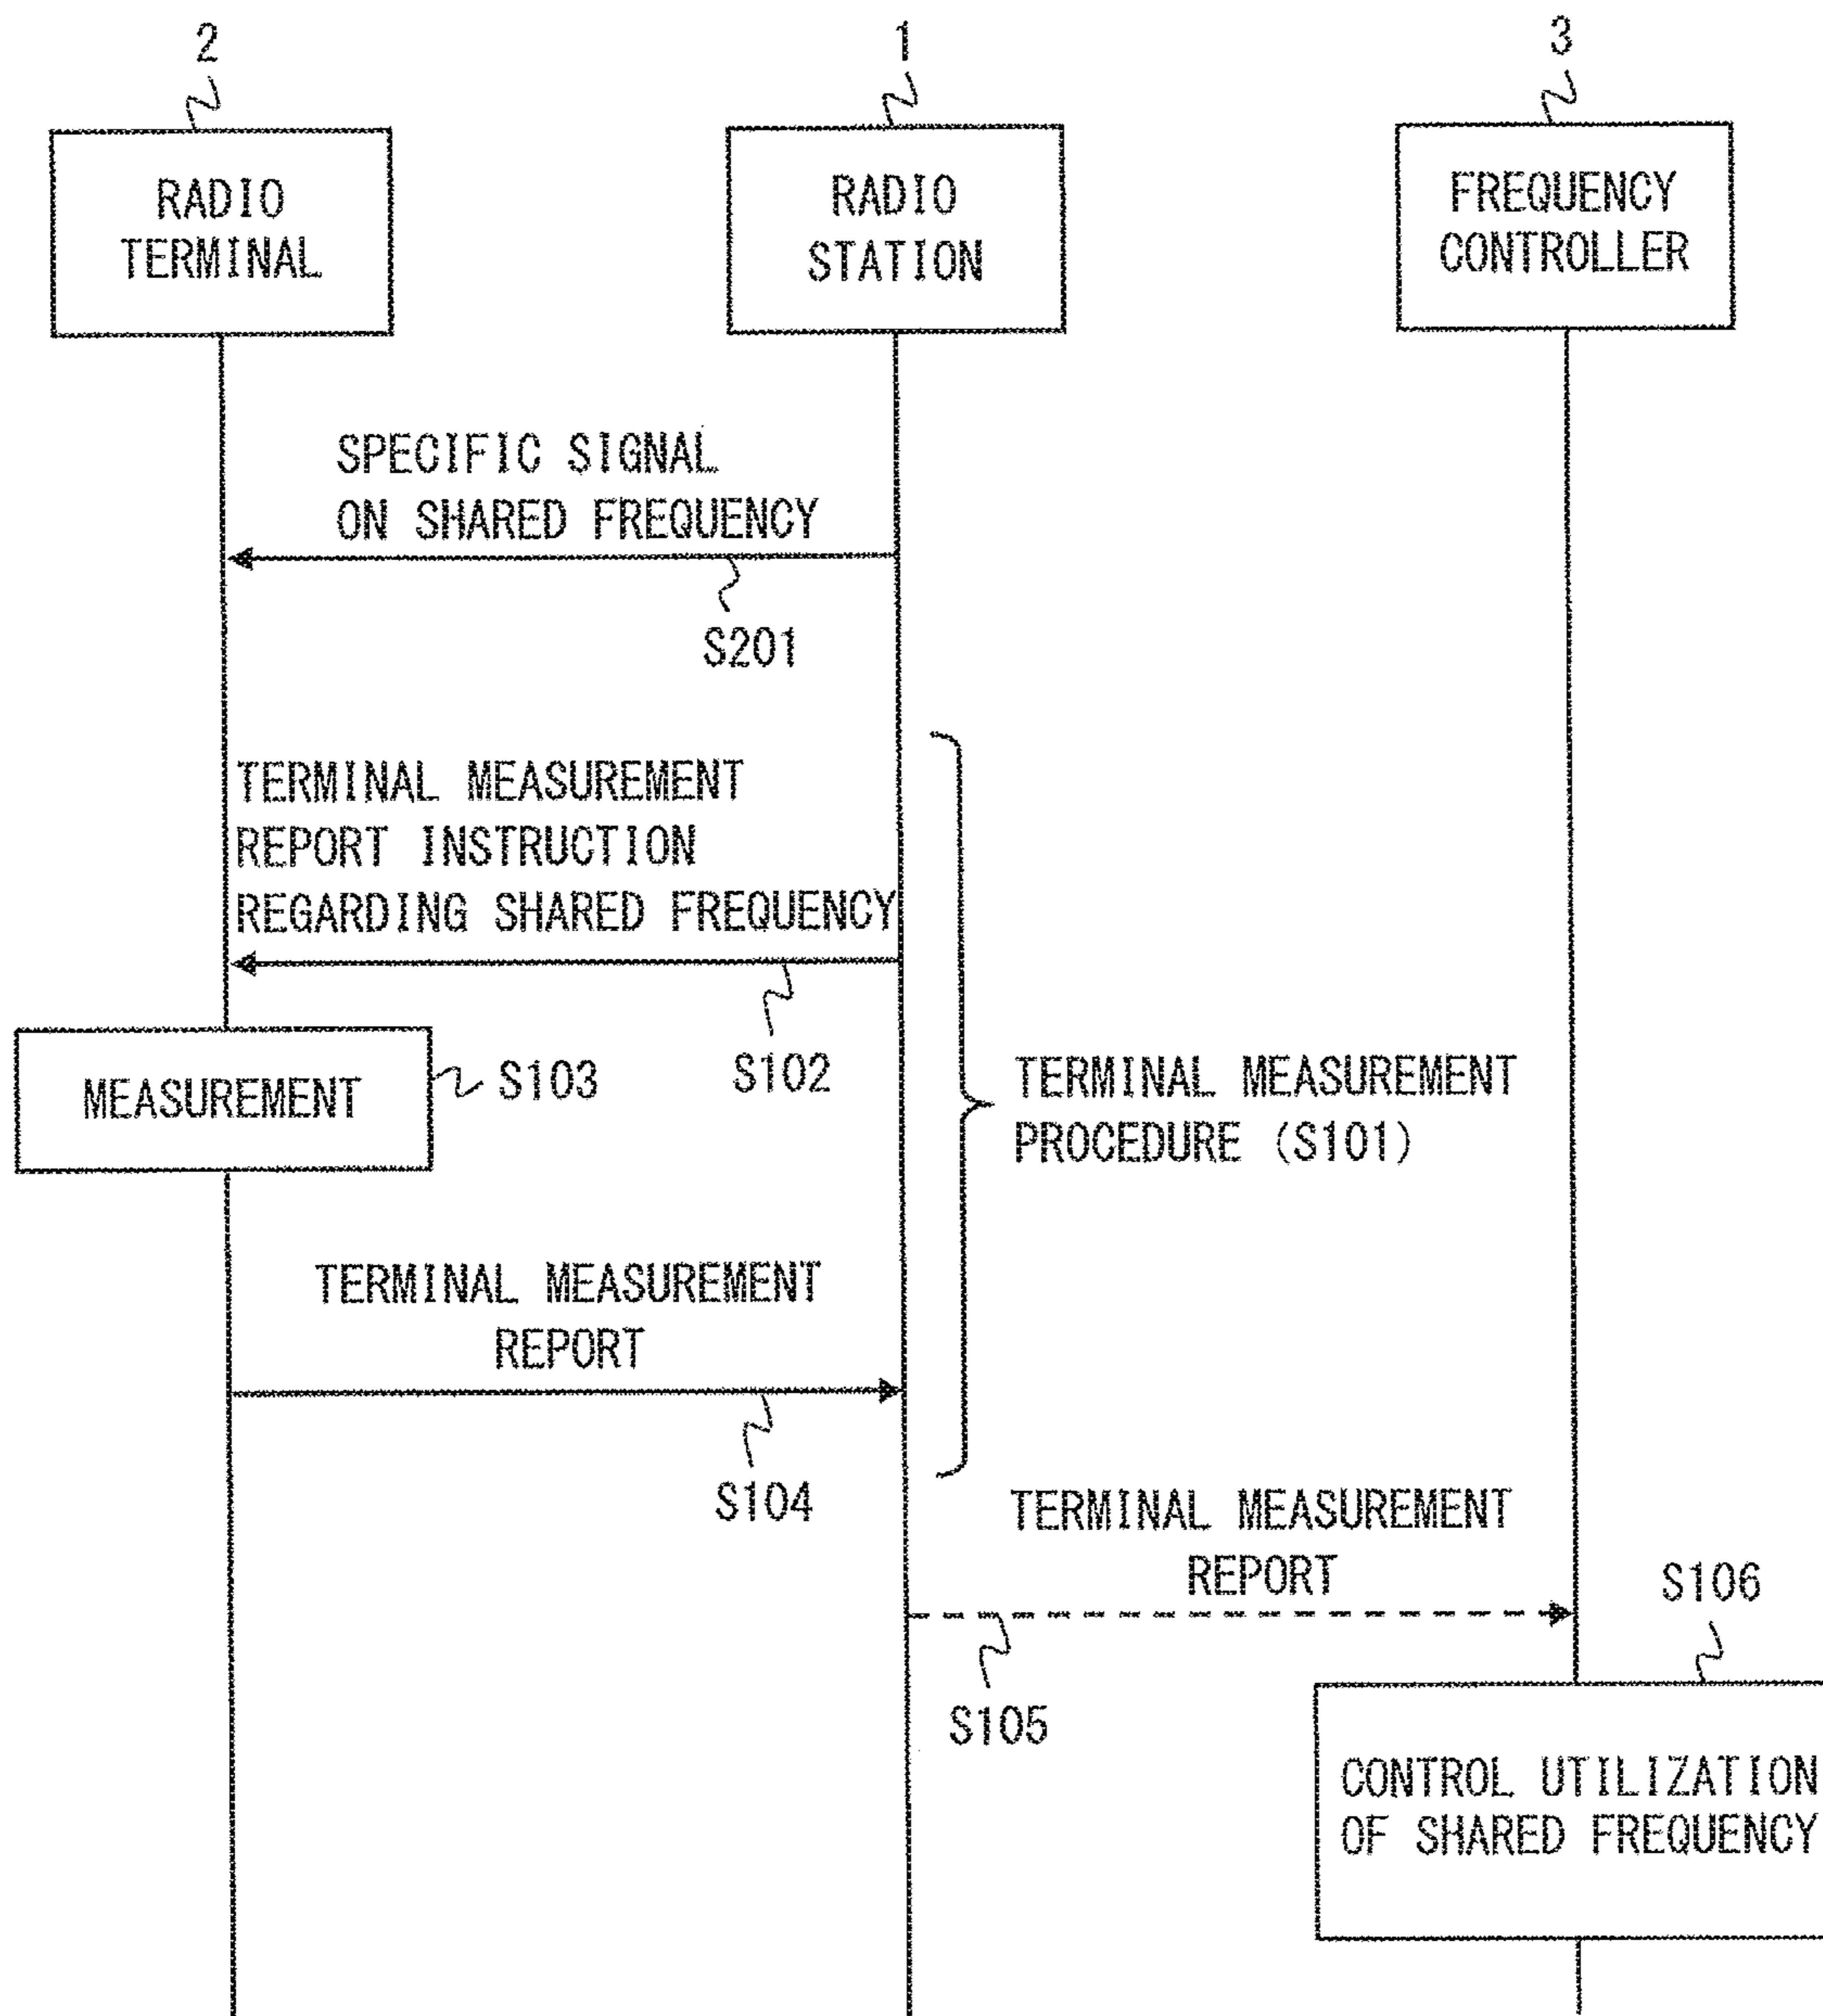 2
1
3
RADIO
TERMINAL
RADIO
STATION
FREQUENCY
CONTROLLER
SPECIFIC SIGNAL
ON SHARED FREQUENCY
S201
TERMINAL MEASUREMENT
REPORT INSTRUCTION
REGARDING SHARED FREQUENCY
S102
MEASUREMENT
S103
TERMINAL MEASUREMENT
PROCEDURE (S101)
TERMINAL MEASUREMENT
REPORT
S104
TERMINAL MEASUREMENT
REPORT
S105
S106
CONTROL UTILIZATION
OF SHARED FREQUENCY